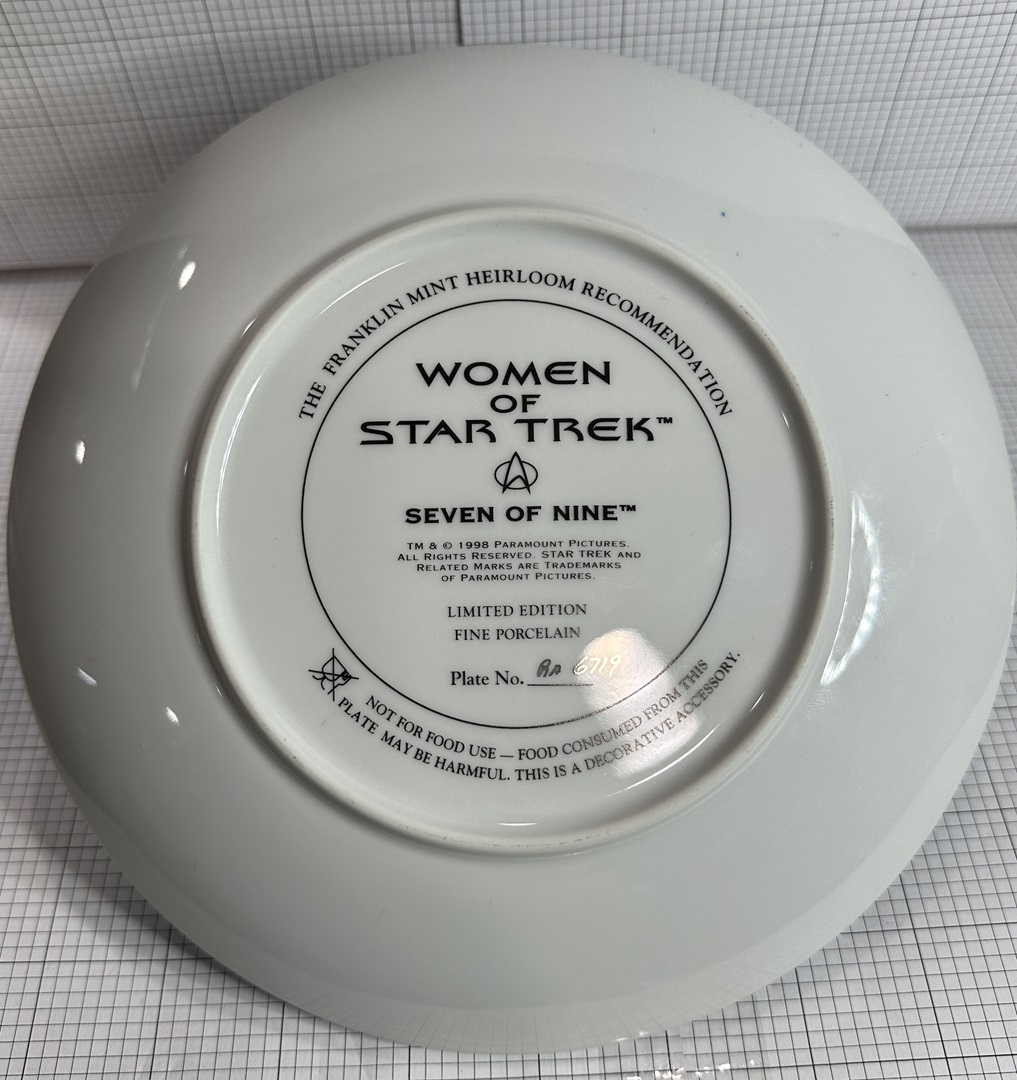 THE FRANKLIN MINT HEIRLOOM RECOMMENDATION
WOMEN
OF
STAR TREK™
SEVEN OF NINE™
TM & © 1998 PARAMOUNT PICTURES.
ALL RIGHTS RESERVED. STAR TREK AND
RELATED MARKS ARE TRADEMARKS
OF PARAMOUNT PICTURES.
LIMITED EDITION
FINE PORCELAIN
Plate No. RA 6719
NOT FOR FOOD USE — FOOD CONSUMED FROM THIS
PLATE MAY BE HARMFUL. THIS IS A DECORATIVE ACCESSORY.